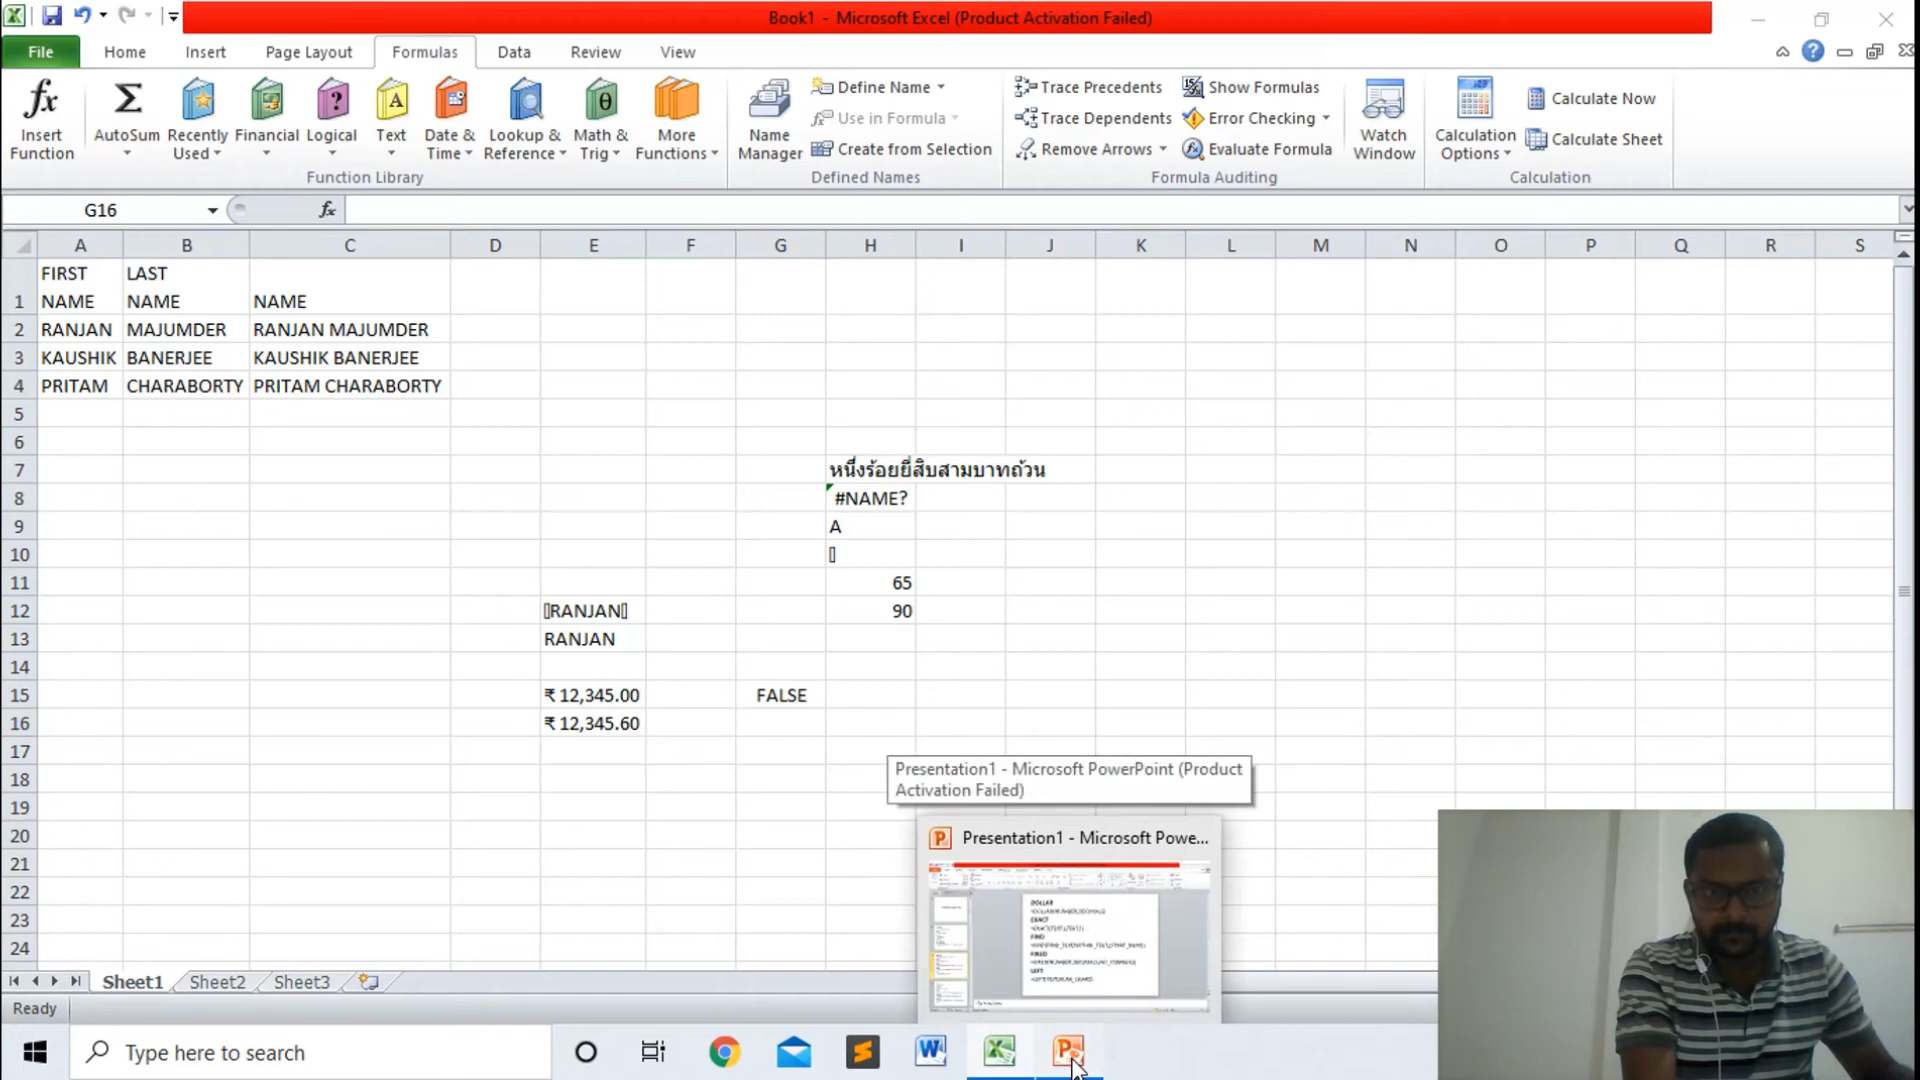 Book1 - Microsoft Excel (Product Activation Failed)
File Home Insert Page Layout Formulas Data Review View
Insert Function
AutoSum
Recently Used
Financial
Logical
Text
Date & Time
Lookup & Reference
Math & Trig
More Functions
Function Library
Name Manager
Define Name
Use in Formula
Create from Selection
Defined Names
Trace Precedents
Trace Dependents
Remove Arrows
Show Formulas
Error Checking
Evaluate Formula
Formula Auditing
Watch Window
Calculation Options
Calculate Now
Calculate Sheet
Calculation
G16 fx
A B C D E F G H I J K L M N O P Q R S
FIRST LAST
1 NAME NAME NAME
2 RANJAN MAJUMDER RANJAN MAJUMDER
3 KAUSHIK BANERJEE KAUSHIK BANERJEE
4 PRITAM CHARABORTY PRITAM CHARABORTY
5
6
7 หนึ่งร้อยยี่สิบสามบาทถ้วน
8 #NAME?
9 A
10
11 65
12 RANJAN 90
13 RANJAN
14
15 ₹ 12,345.00 FALSE
16 ₹ 12,345.60
17
18
19
20
21
22
23
24
Presentation1 - Microsoft PowerPoint (Product
Activation Failed)
Presentation1 - Microsoft Powe...
DOLLAR
EXACT
FIND
FIXED
LEFT
Sheet1 Sheet2 Sheet3
Ready
Type here to search